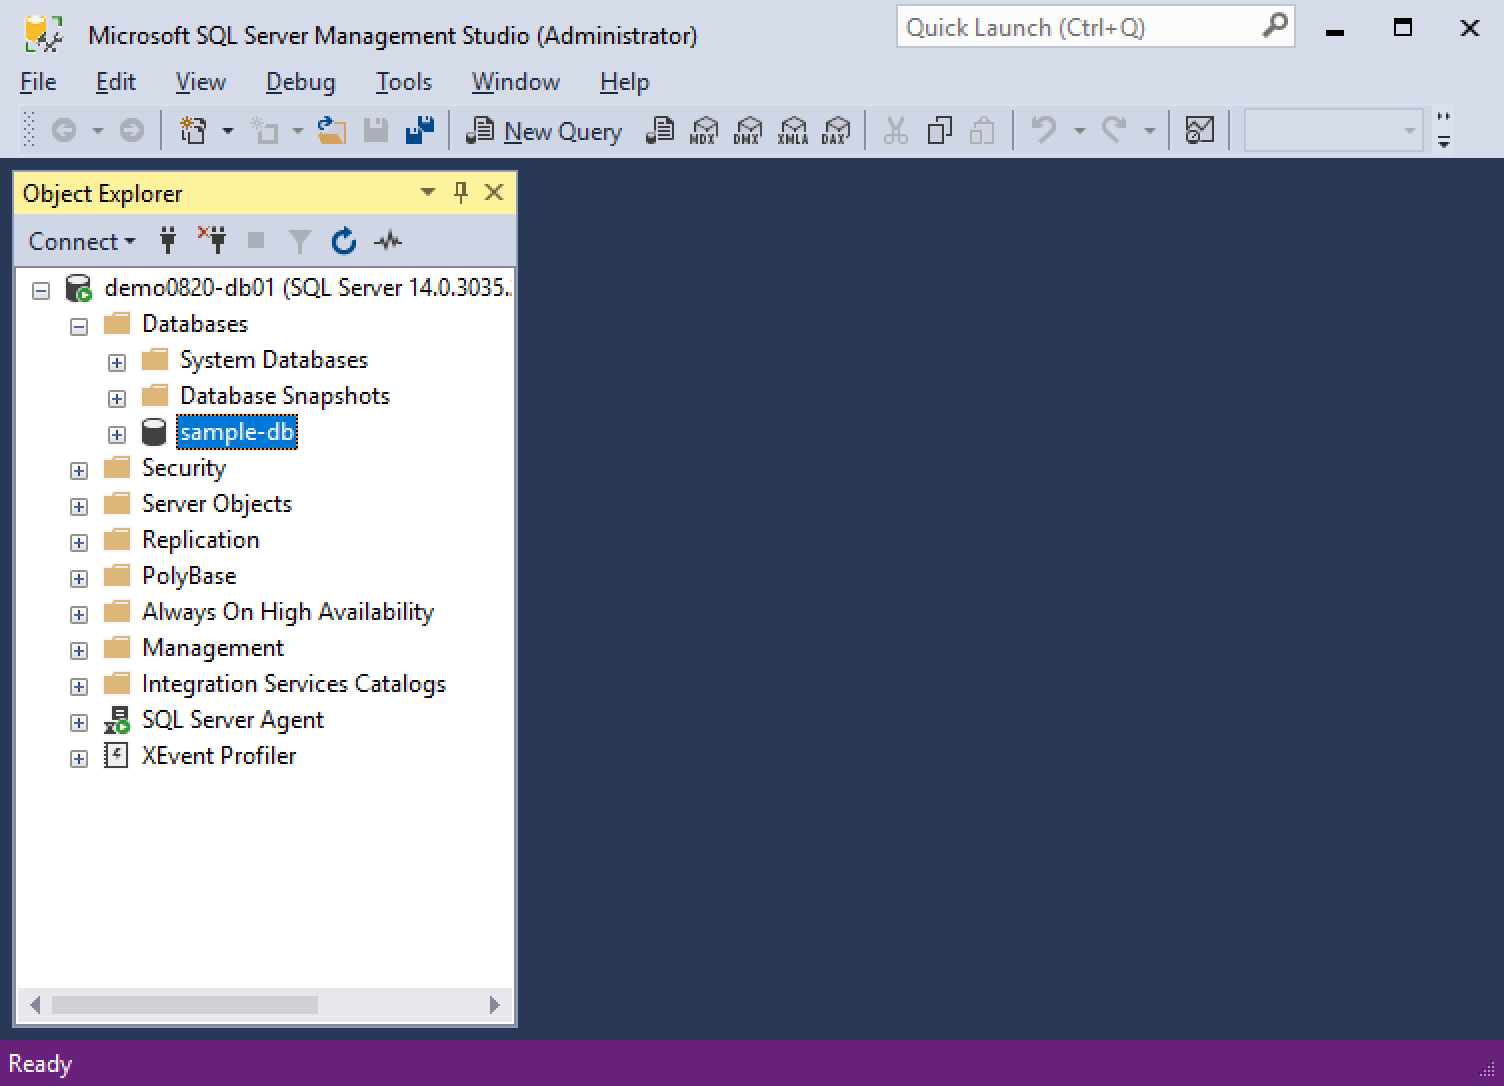 Microsoft SQL Server Management Studio (Administrator)
Quick Launch (Ctrl+Q)
File Edit View Debug Tools Window Help
New Query MDX DMX XMLA DAX
Object Explorer
Connect
demo0820-db01 (SQL Server 14.0.3035.
Databases
System Databases
Database Snapshots
sample-db
Security
Server Objects
Replication
PolyBase
Always On High Availability
Management
Integration Services Catalogs
SQL Server Agent
XEvent Profiler
Ready